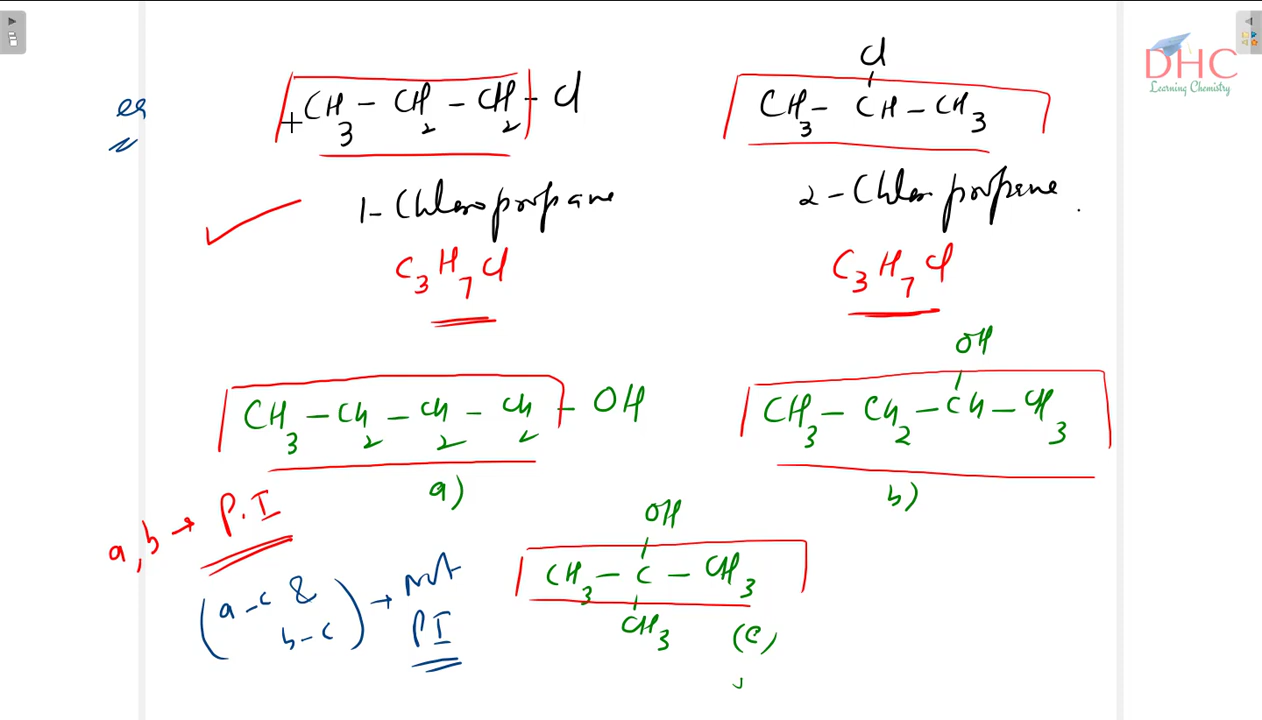 DHC
Learning Chemistry
eg
CH₃ – CH₂ – CH₂ – Cl
Cl
CH₃ – CH – CH₃
1- Chloropropane
2 - Chloropropane.
C₃H₇Cl
C₃H₇Cl
CH₃ – CH₂ – CH₂ – CH₂ – OH
OH
CH₃ – CH₂ – CH – CH₃
a)
b)
a, b → P.I
OH
CH₃ – C – CH₃
CH₃
(c)
(a – c &
b – c) → Not
P I